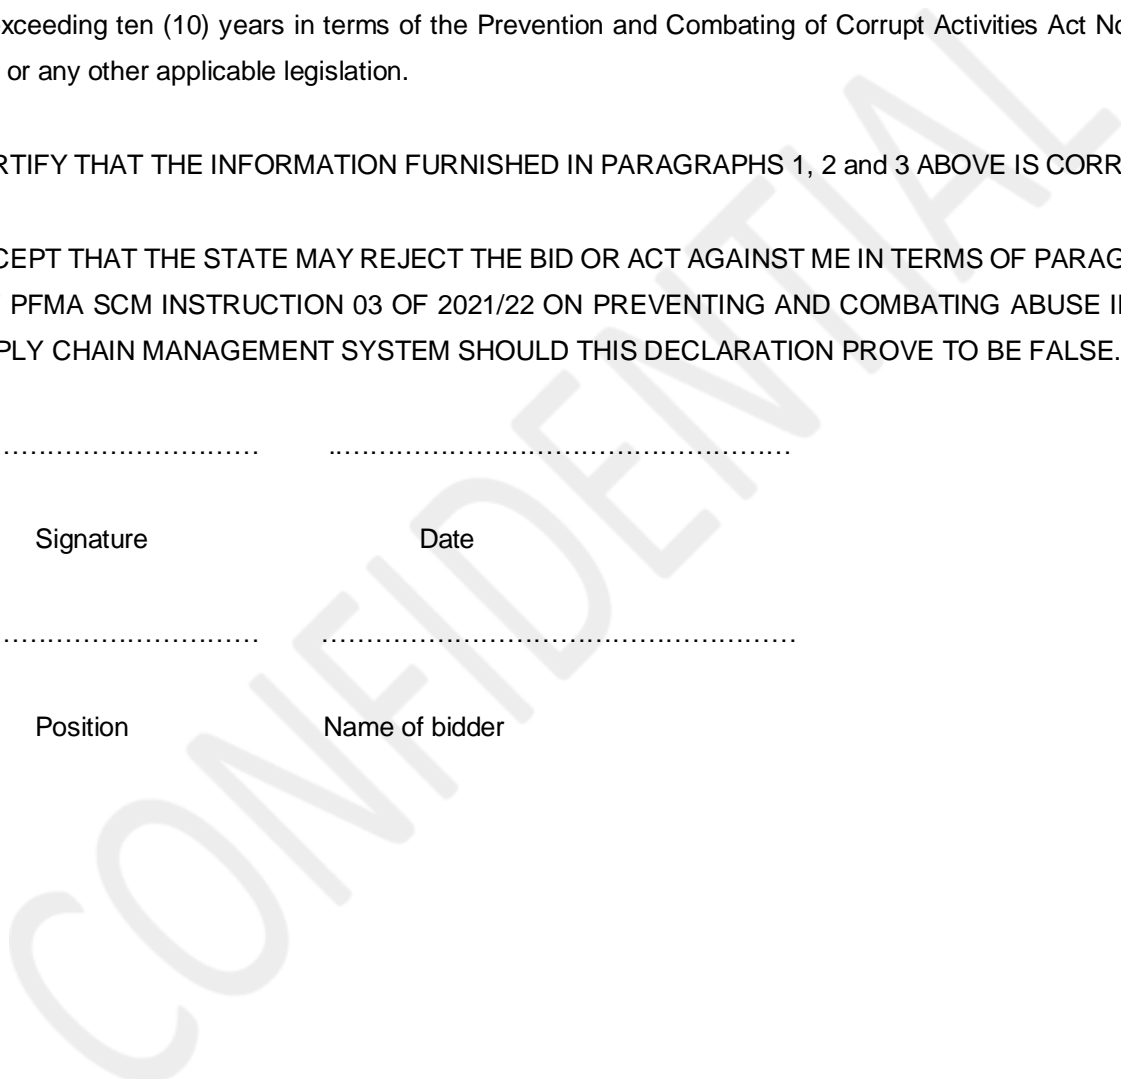 xceeding ten (10) years in terms of the Prevention and Combating of Corrupt Activities Act No
or any other applicable legislation.
RTIFY THAT THE INFORMATION FURNISHED IN PARAGRAPHS 1, 2 and 3 ABOVE IS CORR
CEPT THAT THE STATE MAY REJECT THE BID OR ACT AGAINST ME IN TERMS OF PARAG
PFMA SCM INSTRUCTION 03 OF 2021/22 ON PREVENTING AND COMBATING ABUSE I
PLY CHAIN MANAGEMENT SYSTEM SHOULD THIS DECLARATION PROVE TO BE FALSE.
………………………… ..……………………………………………
Signature Date
………………………… ………………………………………………
Position Name of bidder
CONFIDENTIAL